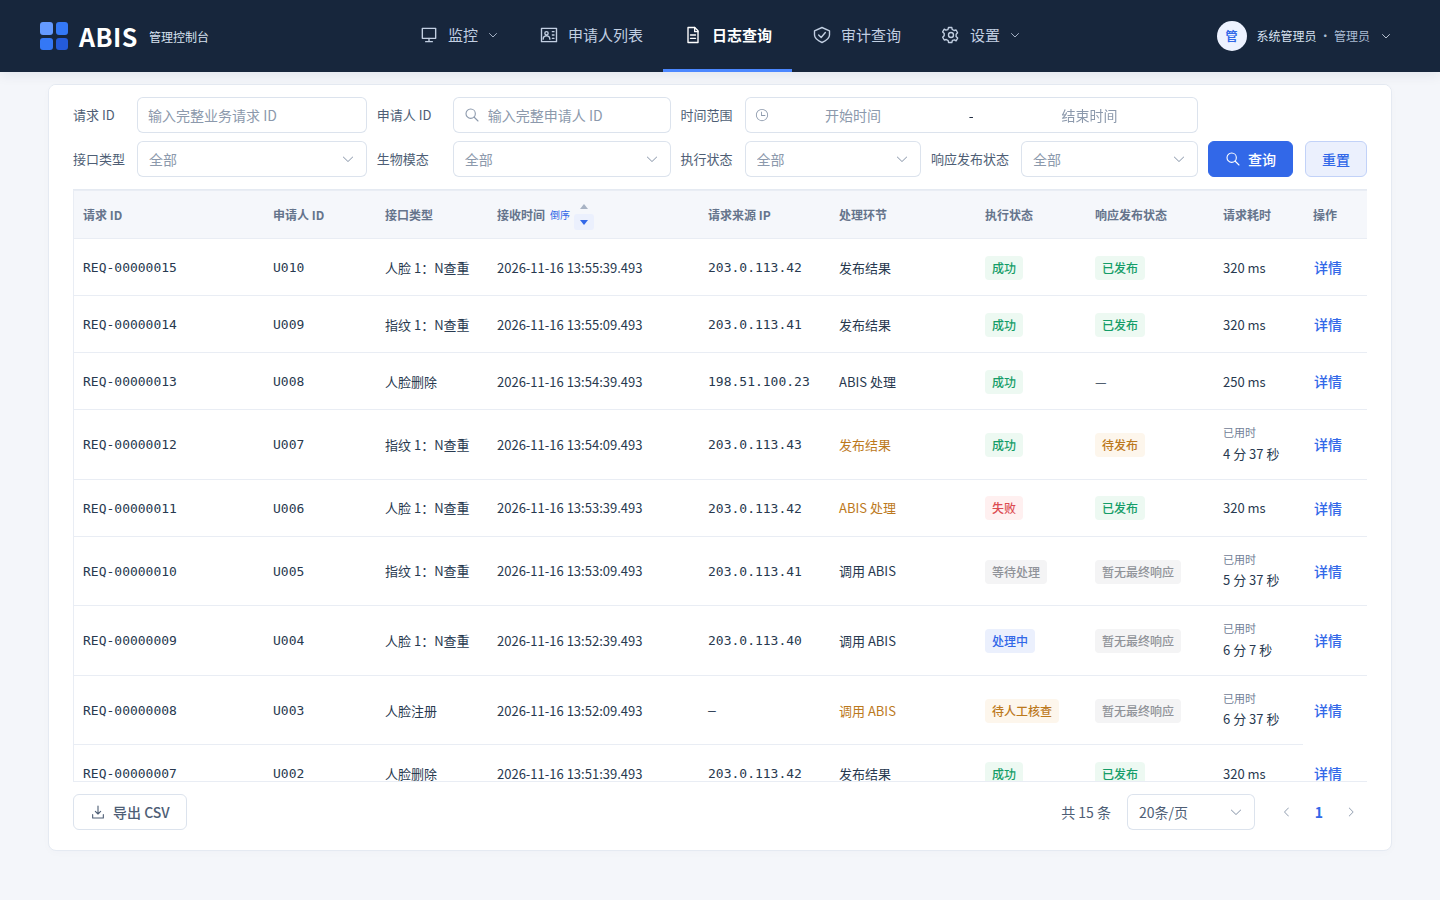 ABIS 管理控制台 监控 申请人列表 日志查询 审计查询 设置 管 系统管理员 · 管理员
请求 ID 输入完整业务请求 ID 申请人 ID 输入完整申请人 ID 时间范围 开始时间 - 结束时间
接口类型 全部 生物模态 全部 执行状态 全部 响应发布状态 全部 查询 重置
请求 ID 申请人 ID 接口类型 接收时间 倒序 请求来源 IP 处理环节 执行状态 响应发布状态 请求耗时 操作
REQ-00000015 U010 人脸 1：N查重 2026-11-16 13:55:39.493 203.0.113.42 发布结果 成功 已发布 320 ms 详情
REQ-00000014 U009 指纹 1：N查重 2026-11-16 13:55:09.493 203.0.113.41 发布结果 成功 已发布 320 ms 详情
REQ-00000013 U008 人脸删除 2026-11-16 13:54:39.493 198.51.100.23 ABIS 处理 成功 — 250 ms 详情
REQ-00000012 U007 指纹 1：N查重 2026-11-16 13:54:09.493 203.0.113.43 发布结果 成功 待发布 已用时 4 分 37 秒 详情
REQ-00000011 U006 人脸 1：N查重 2026-11-16 13:53:39.493 203.0.113.42 ABIS 处理 失败 已发布 320 ms 详情
REQ-00000010 U005 指纹 1：N查重 2026-11-16 13:53:09.493 203.0.113.41 调用 ABIS 等待处理 暂无最终响应 已用时 5 分 37 秒 详情
REQ-00000009 U004 人脸 1：N查重 2026-11-16 13:52:39.493 203.0.113.40 调用 ABIS 处理中 暂无最终响应 已用时 6 分 7 秒 详情
REQ-00000008 U003 人脸注册 2026-11-16 13:52:09.493 — 调用 ABIS 待人工核查 暂无最终响应 已用时 6 分 37 秒 详情
REQ-00000007 U002 人脸删除 2026-11-16 13:51:39.493 203.0.113.42 发布结果 成功 已发布 320 ms 详情
导出 CSV 共 15 条 20条/页 1